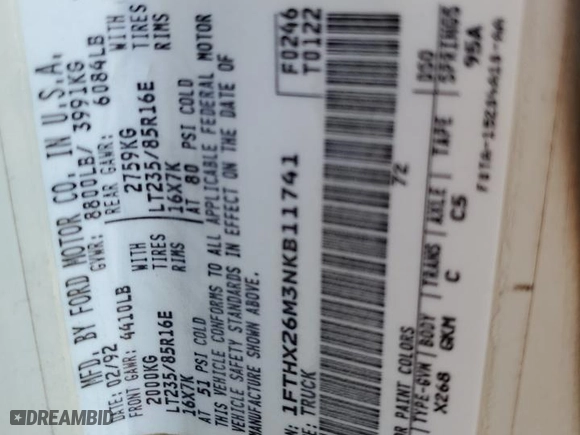 MFD. BY FORD MOTOR CO. IN U.S.A.
DATE: 02/92 GVWR: 8800LB/ 3991KG
FRONT GAWR: 4410LB REAR GAWR: 6084LB
2000KG WITH 2759KG WITH
LT235/85R16E TIRES LT235/85R16E TIRES
16X7K RIMS 16X7K RIMS
AT 51 PSI COLD AT 80 PSI COLD
THIS VEHICLE CONFORMS TO ALL APPLICABLE FEDERAL MOTOR
VEHICLE SAFETY STANDARDS IN EFFECT ON THE DATE OF
MANUFACTURE SHOWN ABOVE.
1FTHX26M3NKB11741 F0246
TRUCK T0122
72
PAINT COLORS
TYPE-GVW BODY TRANS AXLE TAPE DSO SPRINGS
X268 GKM C C5 95A
DREAMBID